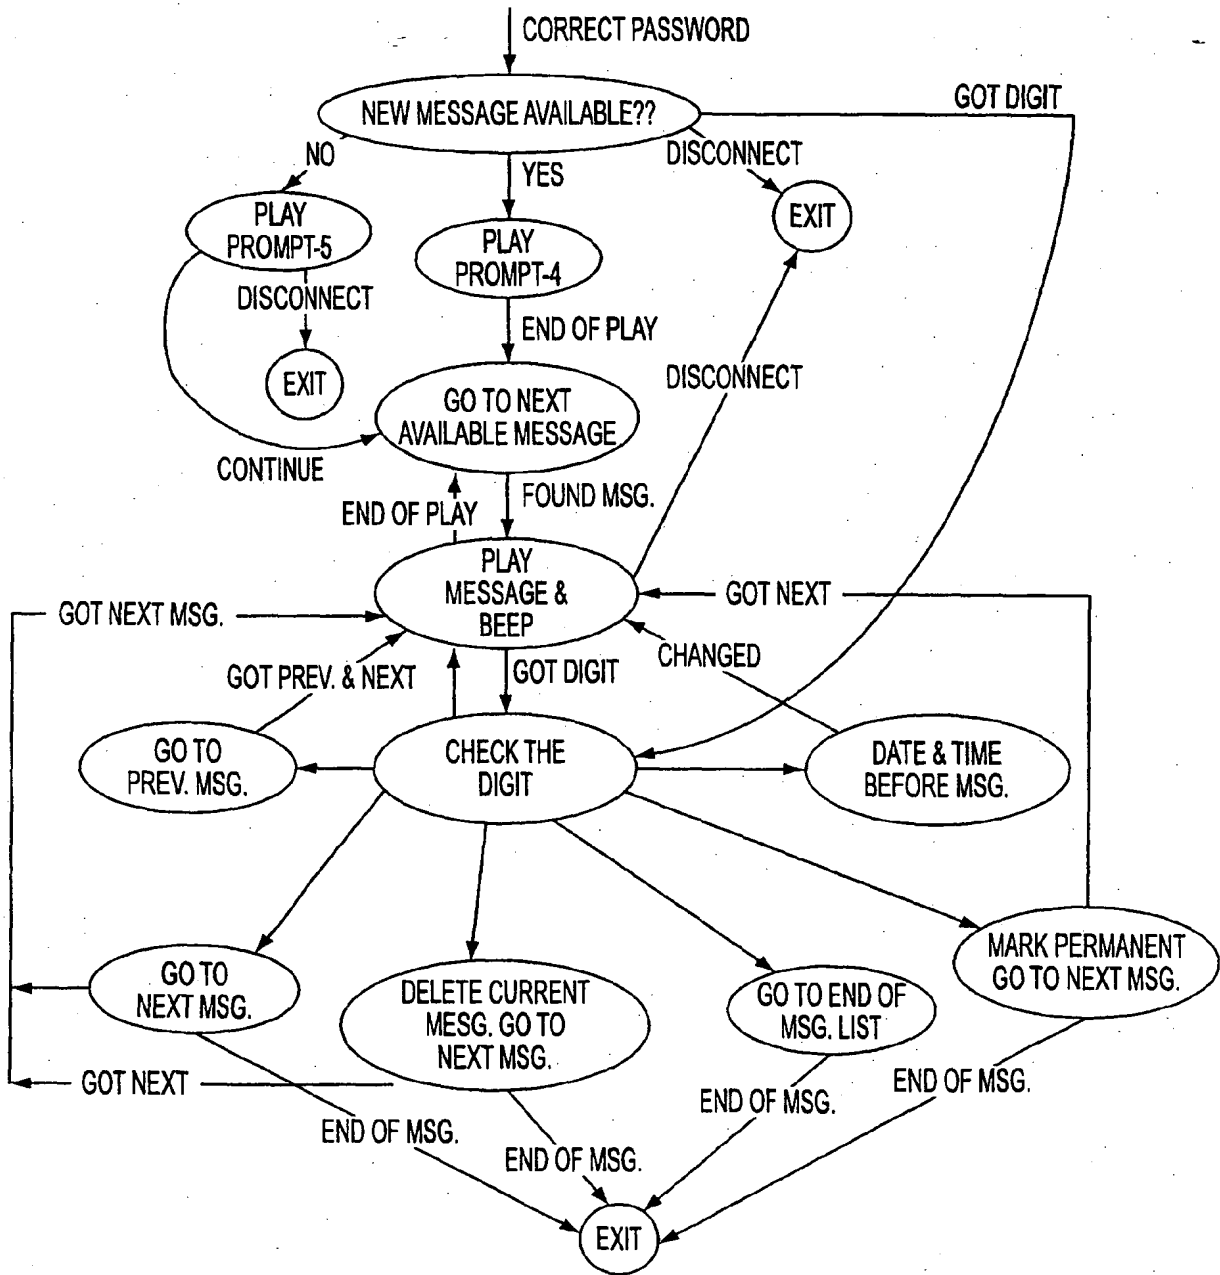 CORRECT PASSWORD
GOT DIGIT
NEW MESSAGE AVAILABLE??
NO
YES
DISCONNECT
PLAY
PROMPT-5
EXIT
PLAY
PROMPT-4
DISCONNECT
END OF PLAY
EXIT
DISCONNECT
GO TO NEXT
AVAILABLE MESSAGE
CONTINUE
FOUND MSG.
END OF PLAY
PLAY
MESSAGE &
BEEP
GOT NEXT
GOT NEXT MSG.
GOT PREV. & NEXT
GOT DIGIT
CHANGED
GO TO
PREV. MSG.
CHECK THE
DIGIT
DATE & TIME
BEFORE MSG.
GO TO
NEXT MSG.
DELETE CURRENT
MESG. GO TO
NEXT MSG.
GO TO END OF
MSG. LIST
MARK PERMANENT
GO TO NEXT MSG.
GOT NEXT
END OF MSG.
END OF MSG.
END OF MSG.
END OF MSG.
EXIT